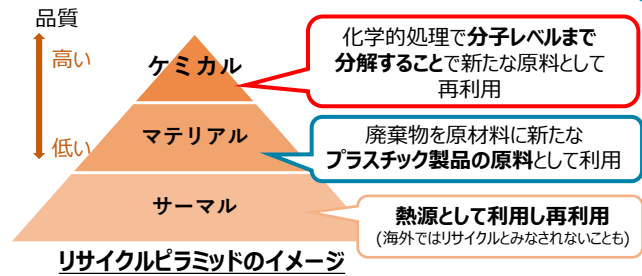 品質
高い
低い
ケミカル
マテリアル
サーマル
化学的処理で分子レベルまで
分解することで新たな原料として
再利用
廃棄物を原材料に新たな
プラスチック製品の原料として利用
熱源として利用し再利用
(海外ではリサイクルとみなされないことも)
リサイクルピラミッドのイメージ